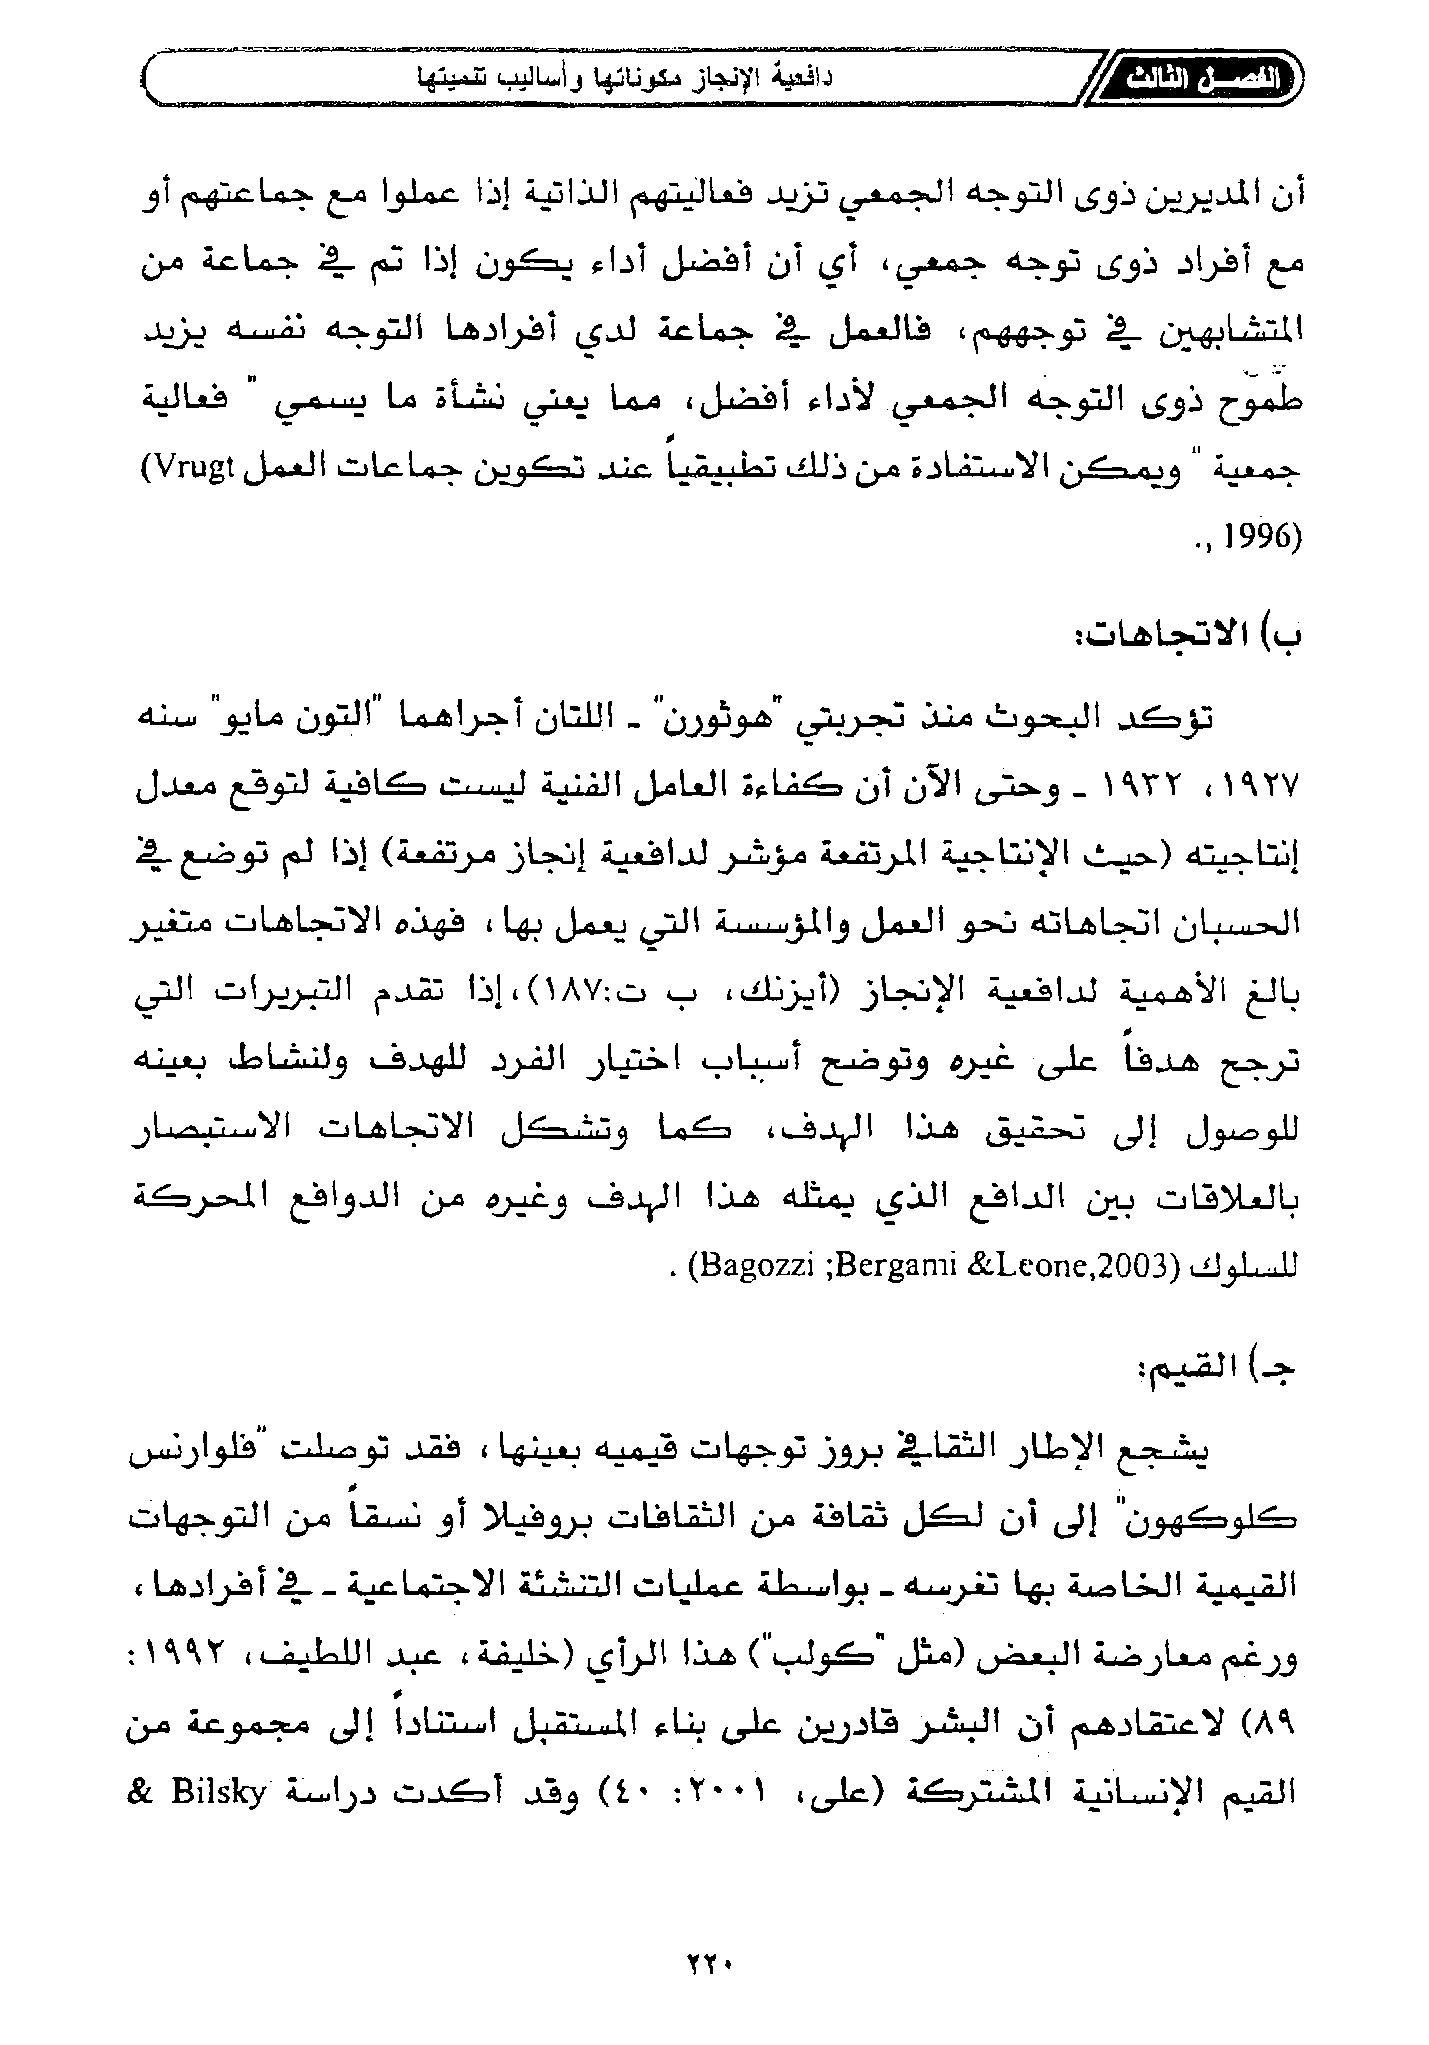 الفصل الثالث
دافعية الإنجاز مكوناتها وأساليب تنميتها
أن المديرين ذوى التوجه الجمعي تزيد فعاليتهم الذاتية إذا عملوا مع جماعتهم أو
مع أفراد ذوى توجه جمعي، أي أن أفضل أداء يكون إذا تم في جماعة من
المتشابهين في توجههم، فالعمل في جماعة لدي أفرادها التوجه نفسه يزيد
طموح ذوى التوجه الجمعي لأداء أفضل، مما يعني نشأة ما يسمي " فعالية
جمعية " ويمكن الاستفادة من ذلك تطبيقياً عند تكوين جماعات العمل (Vrugt
., 1996)
ب) الاتجاهات:
تؤكد البحوث منذ تجربتي "هوثورن" - اللتان أجراهما "التون مايو" سنه
١٩٢٧، ١٩٣٢ - وحتى الآن أن كفاءة العامل الفنية ليست كافية لتوقع معدل
إنتاجيته (حيث الإنتاجية المرتفعة مؤشر لدافعية إنجاز مرتفعة) إذا لم توضع في
الحسبان اتجاهاته نحو العمل والمؤسسة التي يعمل بها، فهذه الاتجاهات متغير
بالغ الأهمية لدافعية الإنجاز (أيزنك، ب ت:١٨٧)،إذا تقدم التبريرات التي
ترجح هدفاً على غيره وتوضح أسباب اختيار الفرد للهدف ولنشاط بعينه
للوصول إلى تحقيق هذا الهدف، كما وتشكل الاتجاهات الاستبصار
بالعلاقات بين الدافع الذي يمثله هذا الهدف وغيره من الدوافع المحركة
للسلوك (Bagozzi ;Bergami &Leone,2003) .
جـ) القيم:
يشجع الإطار الثقافي بروز توجهات قيميه بعينها، فقد توصلت "فلوارنس
كلوكهون" إلى أن لكل ثقافة من الثقافات بروفيلا أو نسقاً من التوجهات
القيمية الخاصة بها تغرسه - بواسطة عمليات التنشئة الاجتماعية - في أفرادها،
ورغم معارضة البعض (مثل "كولب") هذا الرأي (خليفة، عبد اللطيف، ١٩٩٢:
٨٩) لاعتقادهم أن البشر قادرين على بناء المستقبل استناداً إلى مجموعة من
القيم الإنسانية المشتركة (على، ٢٠٠١: ٤٠) وقد أكدت دراسة Bilsky &
٢٢٠